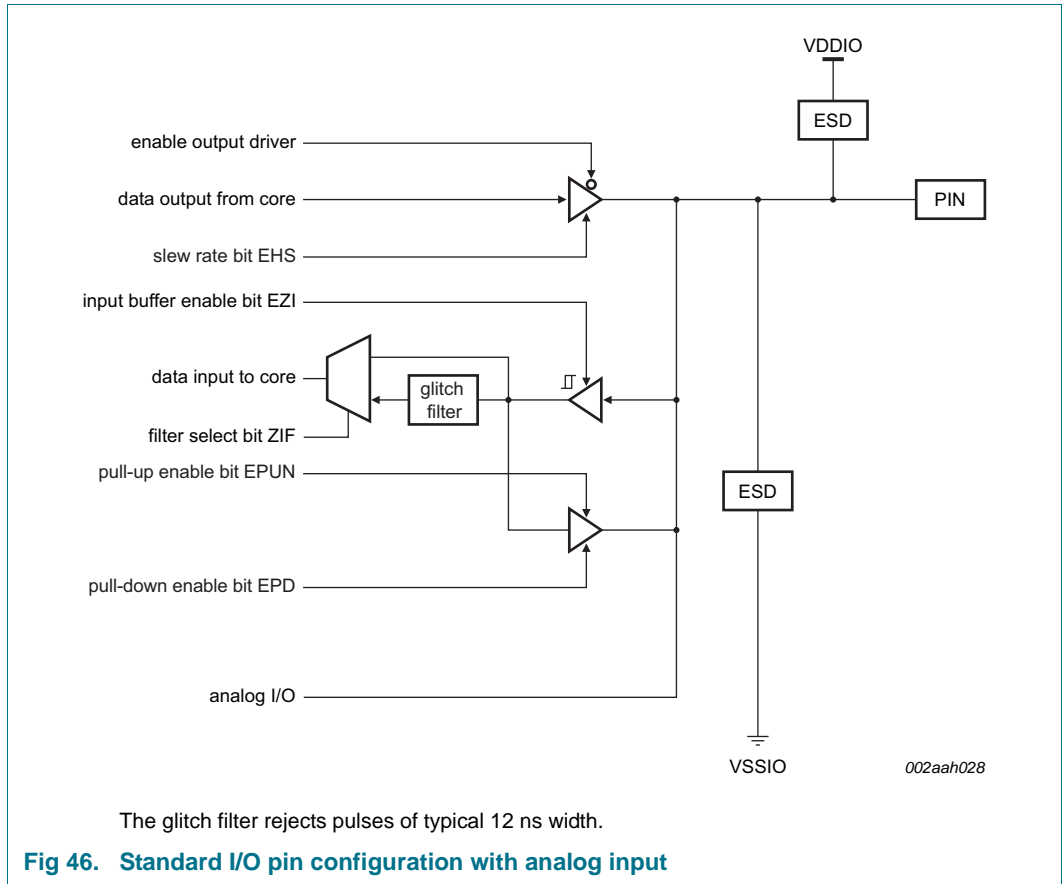 VDDIO
ESD
enable output driver
data output from core
PIN
slew rate bit EHS
input buffer enable bit EZI
data input to core
glitch
filter
filter select bit ZIF
pull-up enable bit EPUN
ESD
pull-down enable bit EPD
analog I/O
VSSIO
002aah028
The glitch filter rejects pulses of typical 12 ns width.
Fig 46. Standard I/O pin configuration with analog input